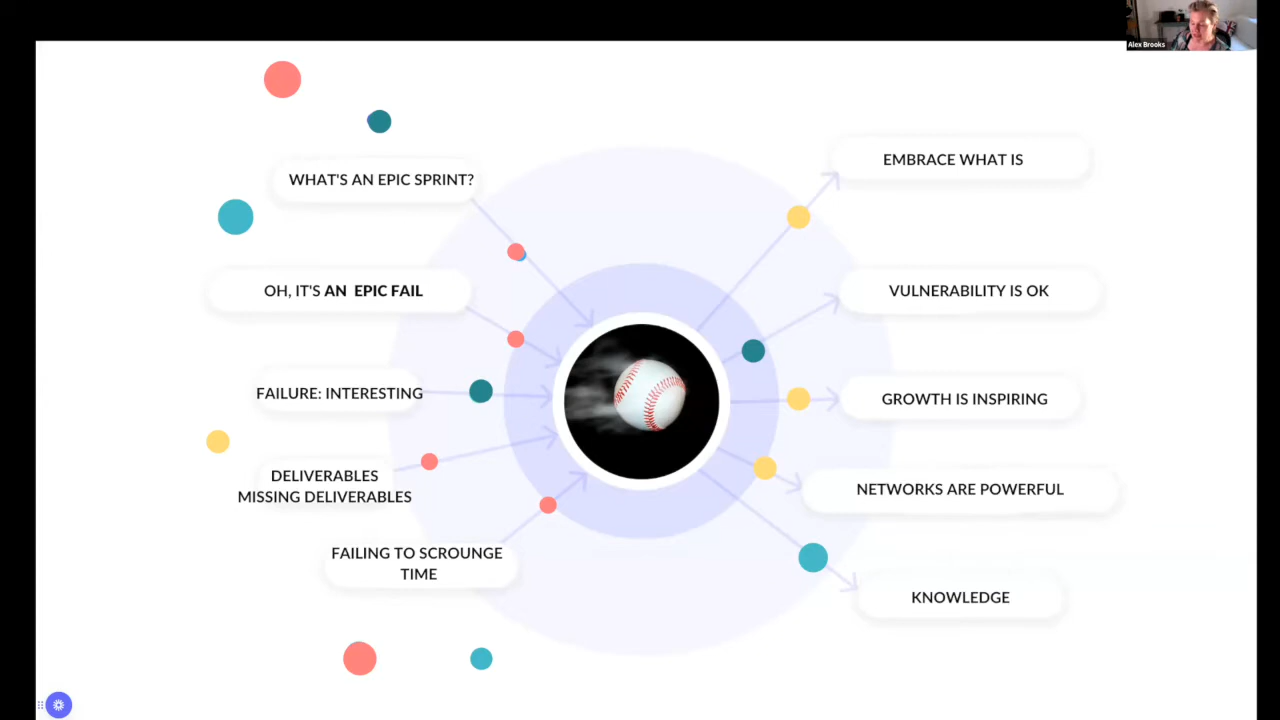 Alex Brooks
WHAT'S AN EPIC SPRINT?
OH, IT'S AN EPIC FAIL
FAILURE: INTERESTING
DELIVERABLES
MISSING DELIVERABLES
FAILING TO SCROUNGE
TIME
EMBRACE WHAT IS
VULNERABILITY IS OK
GROWTH IS INSPIRING
NETWORKS ARE POWERFUL
KNOWLEDGE